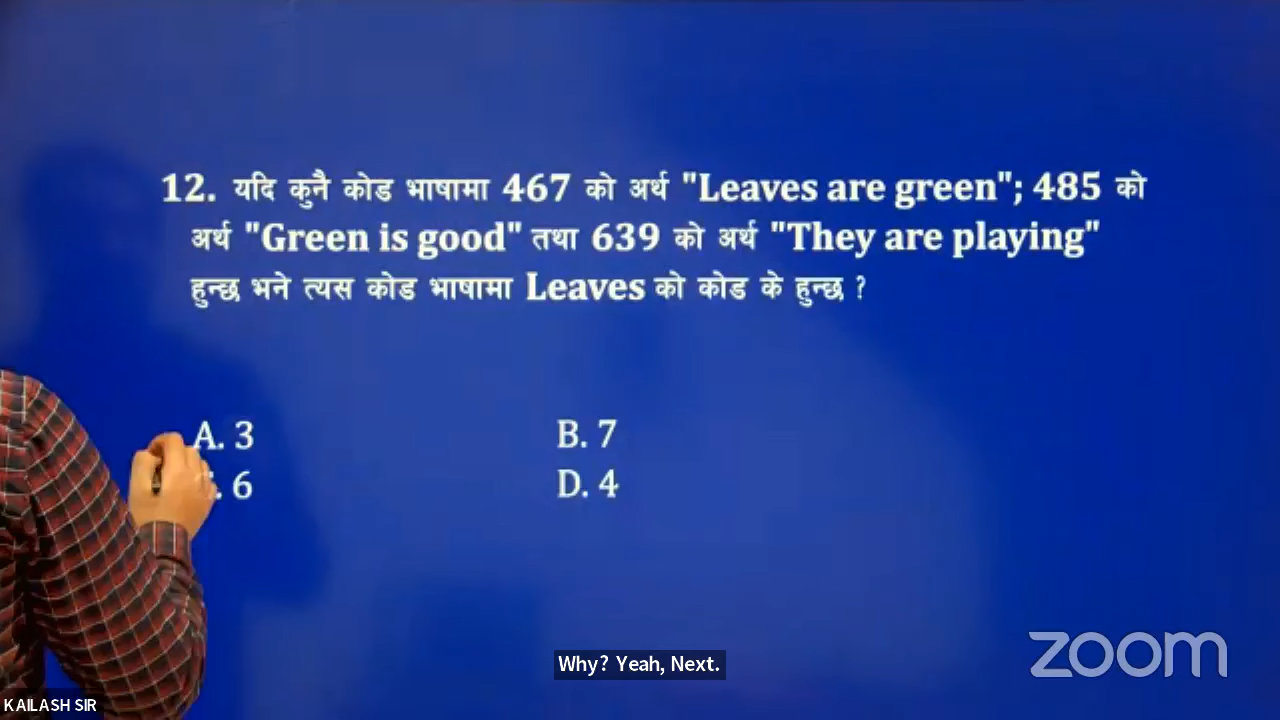 12. यदि कुनै कोड भाषामा 467 को अर्थ "Leaves are green"; 485 को
अर्थ "Green is good" तथा 639 को अर्थ "They are playing"
हुन्छ भने त्यस कोड भाषामा Leaves को कोड के हुन्छ ?
A. 3 B. 7
. 6 D. 4
Why? Yeah, Next.
zoom
KAILASH SIR